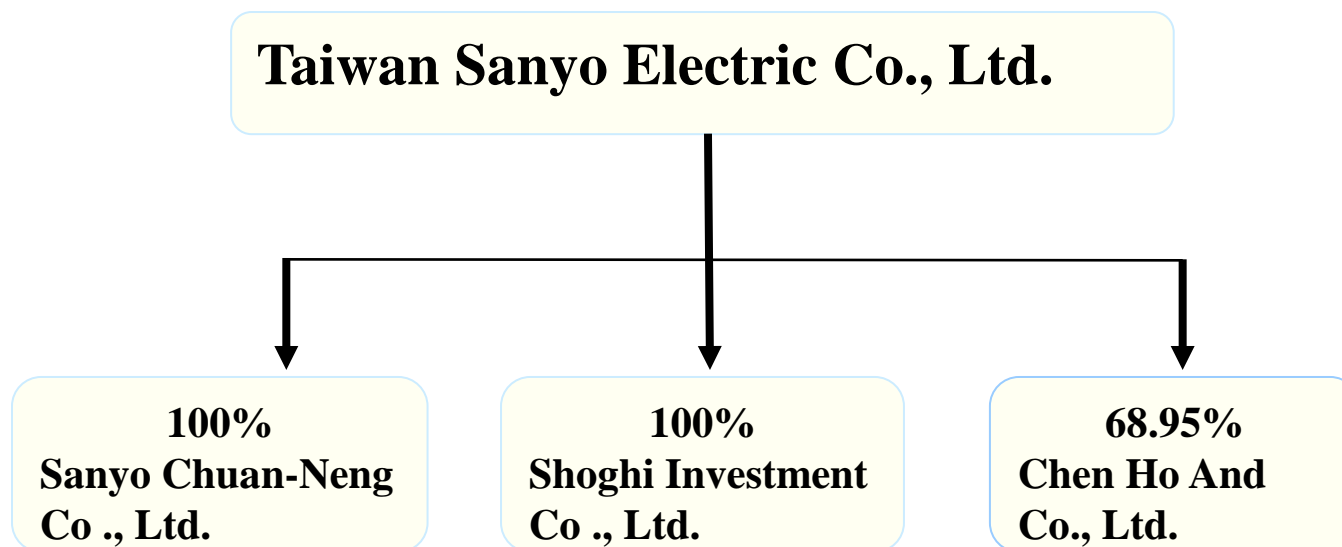 Taiwan Sanyo Electric Co., Ltd.
100%
Sanyo Chuan-Neng
Co ., Ltd.
100%
Shoghi Investment
Co ., Ltd.
68.95%
Chen Ho And
Co., Ltd.